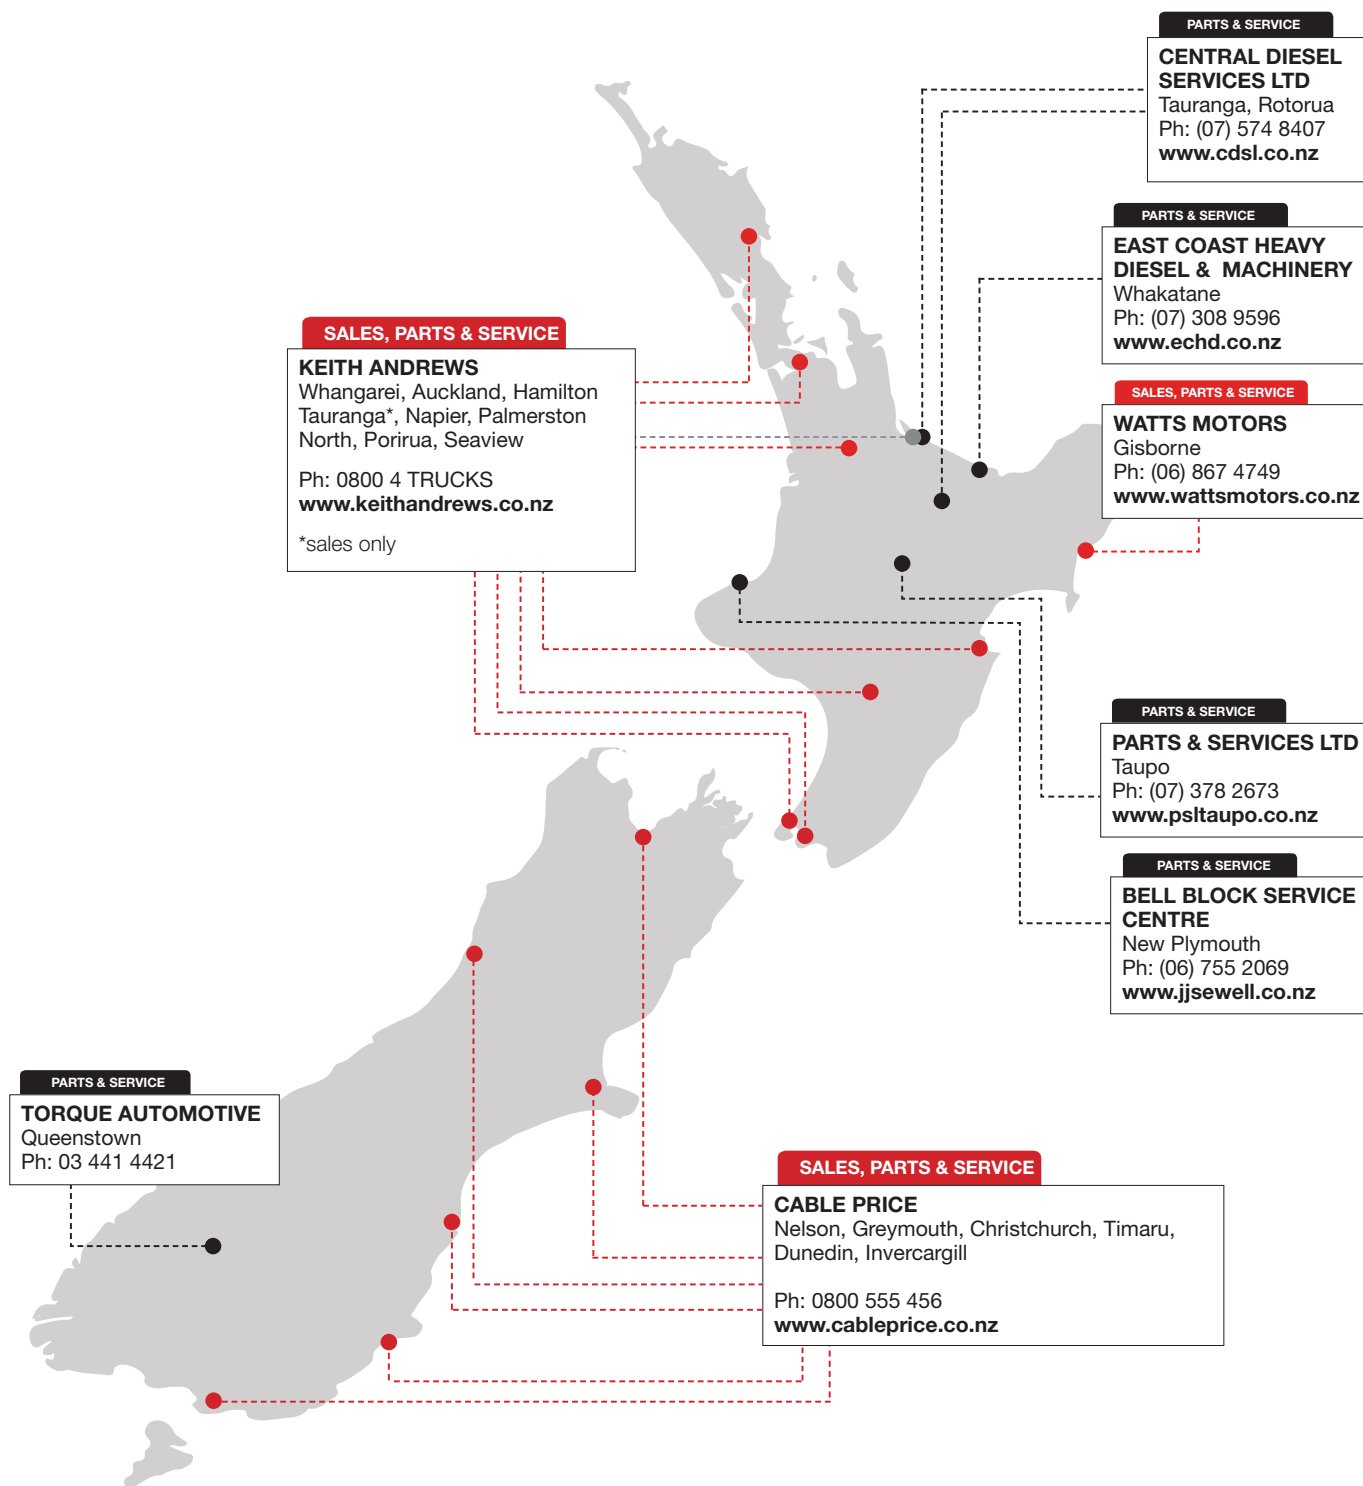 PARTS & SERVICE
CENTRAL DIESEL
SERVICES LTD
Tauranga, Rotorua
Ph: (07) 574 8407
www.cdsl.co.nz
PARTS & SERVICE
EAST COAST HEAVY
DIESEL & MACHINERY
Whakatane
Ph: (07) 308 9596
www.echd.co.nz
SALES, PARTS & SERVICE
KEITH ANDREWS
Whangarei, Auckland, Hamilton
Tauranga*, Napier, Palmerston
North, Porirua, Seaview
Ph: 0800 4 TRUCKS
www.keithandrews.co.nz
*sales only
SALES, PARTS & SERVICE
WATTS MOTORS
Gisborne
Ph: (06) 867 4749
www.wattsmotors.co.nz
PARTS & SERVICE
PARTS & SERVICES LTD
Taupo
Ph: (07) 378 2673
www.psltaupo.co.nz
PARTS & SERVICE
BELL BLOCK SERVICE
CENTRE
New Plymouth
Ph: (06) 755 2069
www.jjsewell.co.nz
PARTS & SERVICE
TORQUE AUTOMOTIVE
Queenstown
Ph: 03 441 4421
SALES, PARTS & SERVICE
CABLE PRICE
Nelson, Greymouth, Christchurch, Timaru,
Dunedin, Invercargill
Ph: 0800 555 456
www.cableprice.co.nz